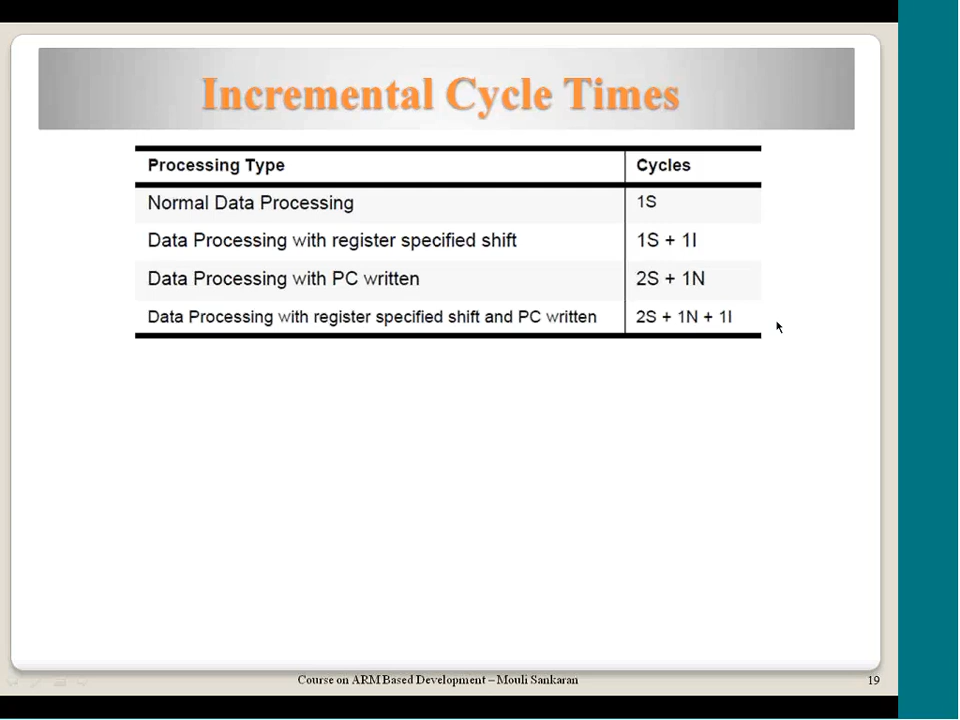 Incremental Cycle Times
Processing Type Cycles
Normal Data Processing 1S
Data Processing with register specified shift 1S + 1I
Data Processing with PC written 2S + 1N
Data Processing with register specified shift and PC written 2S + 1N + 1I
Course on ARM Based Development – Mouli Sankaran 19